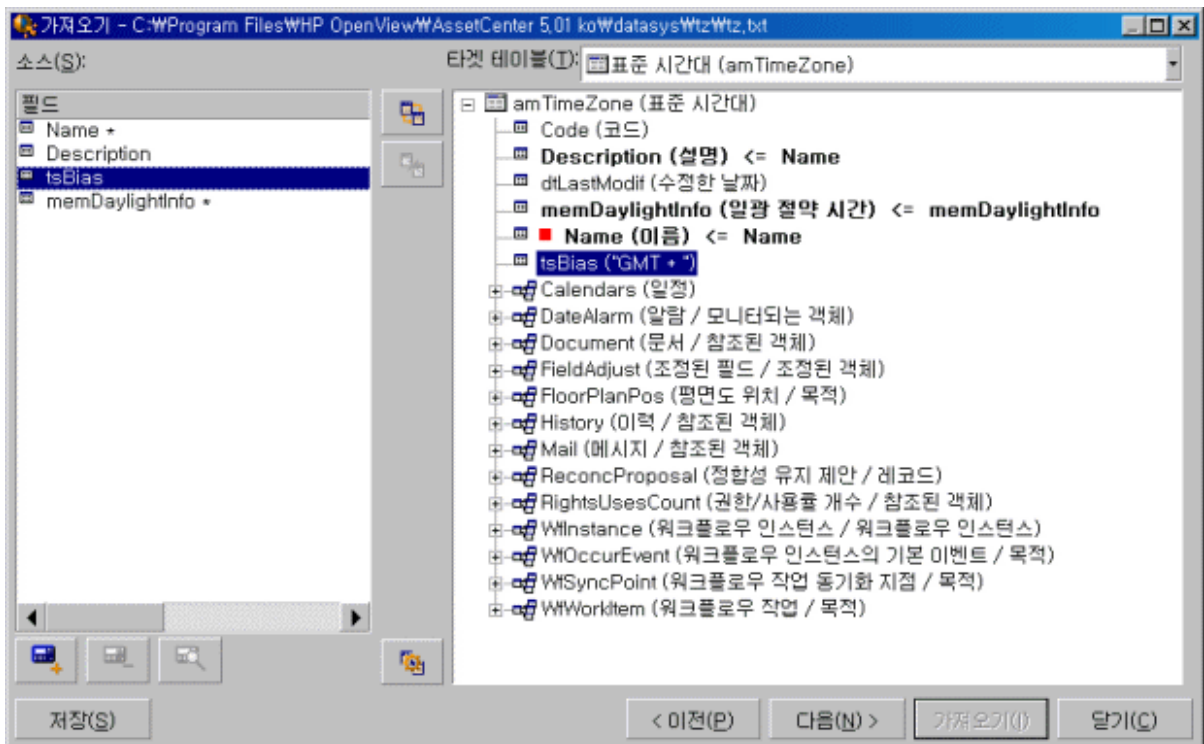 가져오기 - C:₩Program Files₩HP OpenView₩AssetCenter 5,01 ko₩datasys₩tz₩tz,txt
소스(S):
타겟 테이블(T): 표준 시간대 (amTimeZone)
필드
Name *
Description
tsBias
memDaylightInfo *
amTimeZone (표준 시간대)
Code (코드)
Description (설명) <= Name
dtLastModif (수정한 날짜)
memDaylightInfo (일광 절약 시간) <= memDaylightInfo
Name (이름) <= Name
tsBias ("GMT + ")
Calendars (일정)
DateAlarm (알람 / 모니터되는 객체)
Document (문서 / 참조된 객체)
FieldAdjust (조정된 필드 / 조정된 객체)
FloorPlanPos (평면도 위치 / 목적)
History (이력 / 참조된 객체)
Mail (메시지 / 참조된 객체)
ReconcProposal (정합성 유지 제안 / 레코드)
RightsUsesCount (권한/사용률 개수 / 참조된 객체)
WfInstance (워크플로우 인스턴스 / 워크플로우 인스턴스)
WfOccurEvent (워크플로우 인스턴스의 기본 이벤트 / 목적)
WfSyncPoint (워크플로우 작업 동기화 지점 / 목적)
WfWorkItem (워크플로우 작업 / 목적)
저장(S)
< 이전(P)
다음(N) >
가져오기(I)
닫기(C)